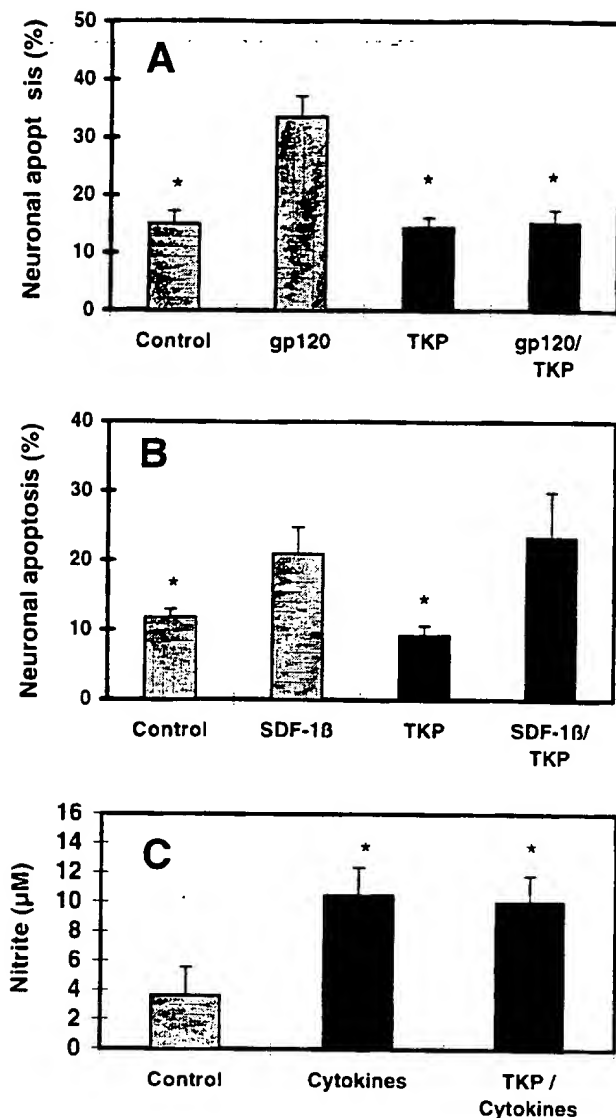 Neuronal apopt sis (%)
50
40
30
20
10
0
A
*
*
*
Control
gp120
TKP
gp120/
TKP
Neuronal apoptosis (%)
40
30
20
10
0
B
*
*
Control
SDF-1ß
TKP
SDF-1ß/
TKP
Nitrite (µM)
16
14
12
10
8
6
4
2
0
C
*
*
Control
Cytokines
TKP /
Cytokines